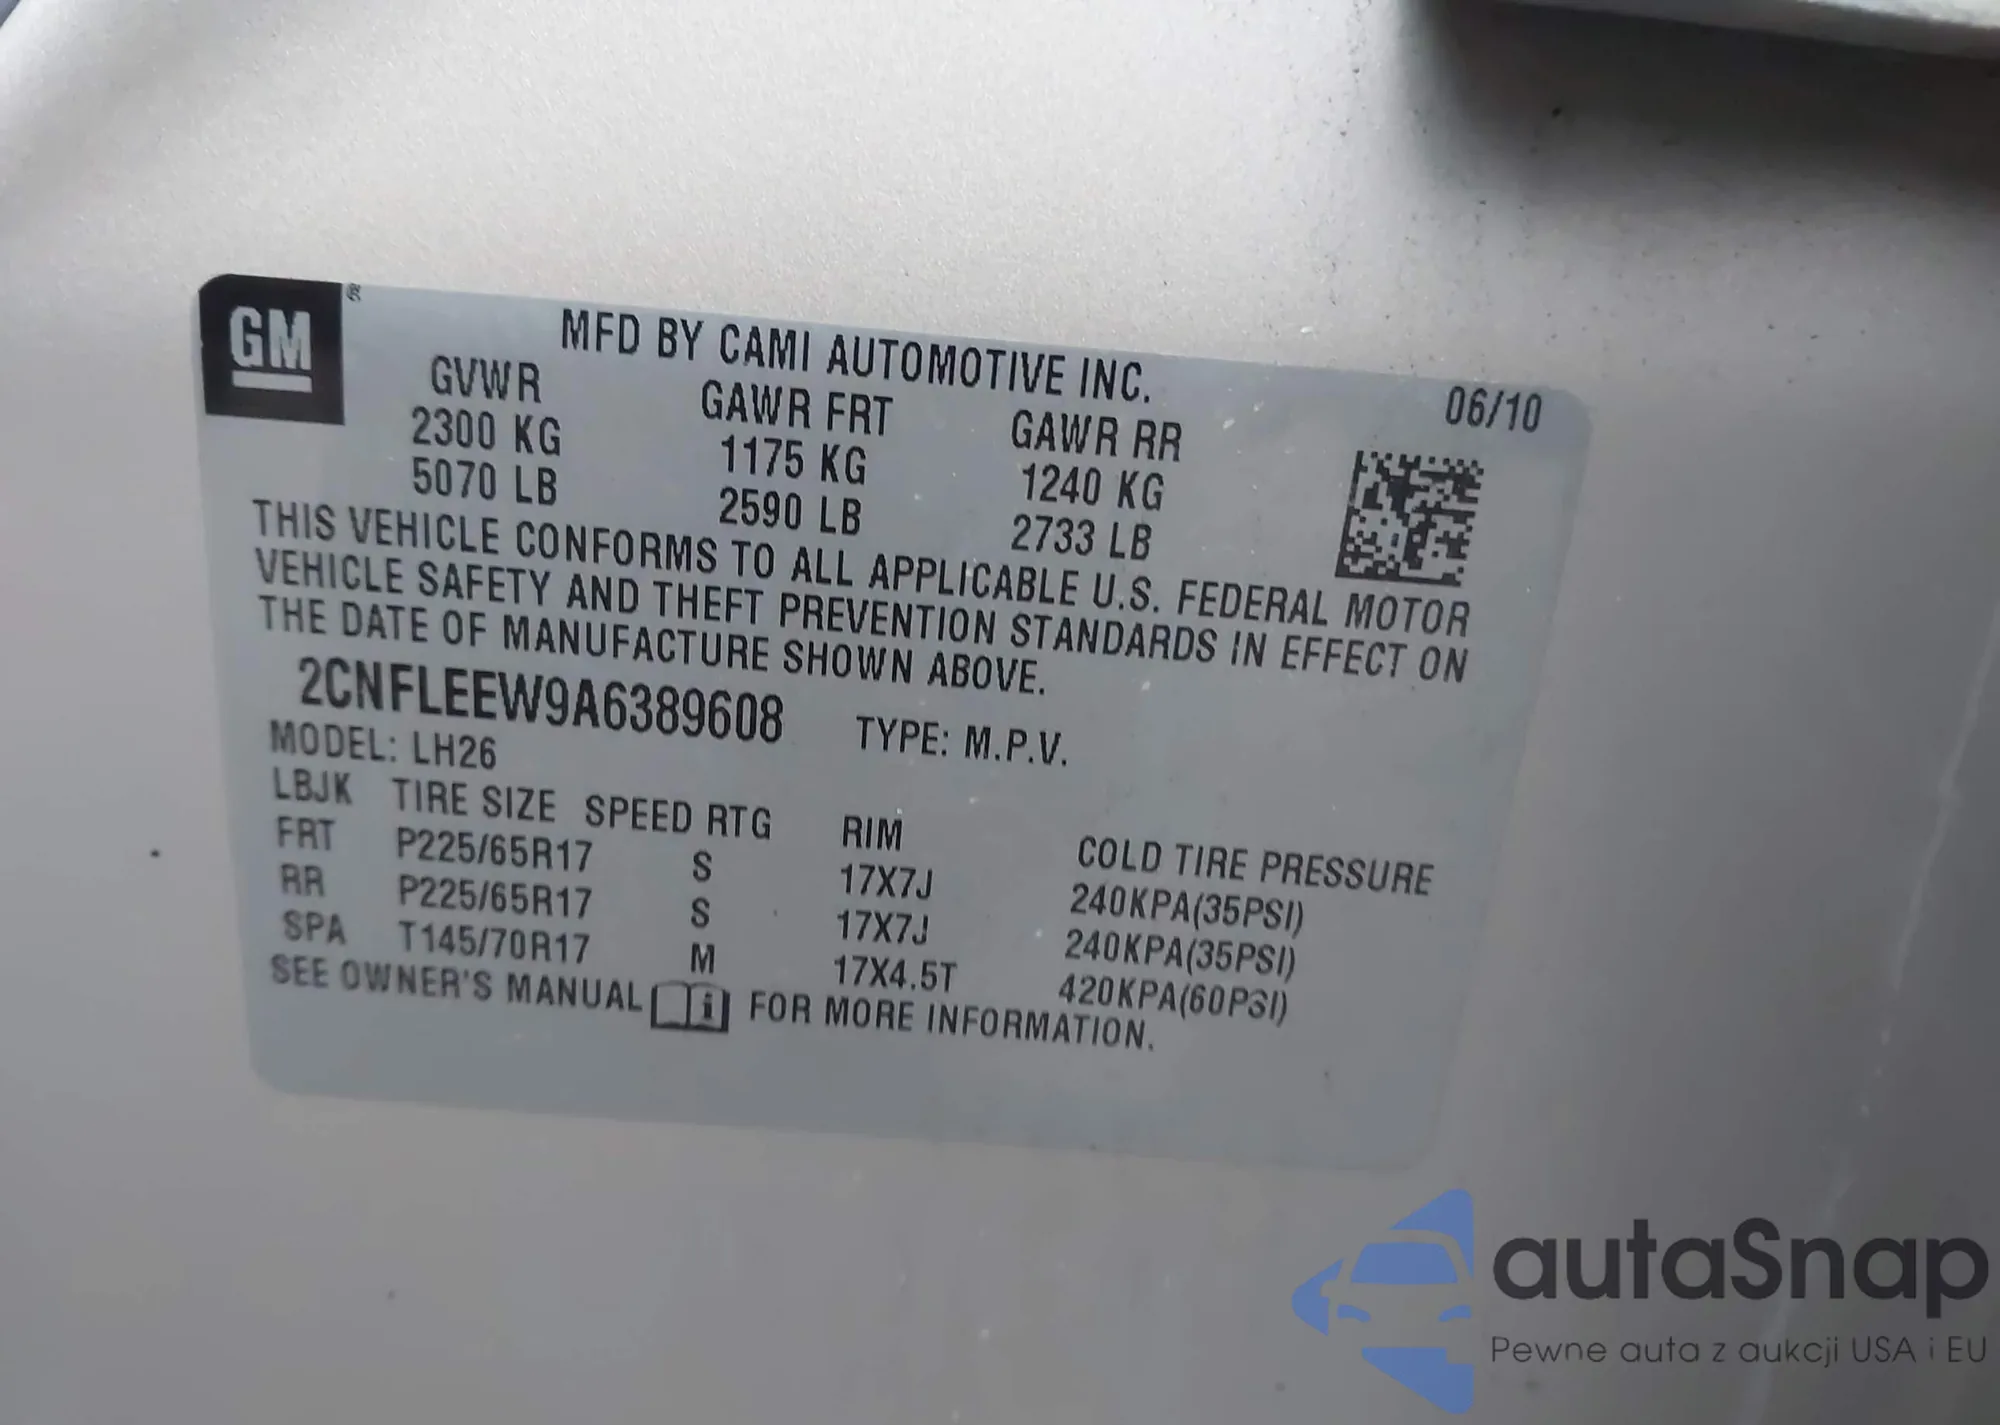 GM ®
MFD BY CAMI AUTOMOTIVE INC.
06/10
GVWR GAWR FRT GAWR RR
2300 KG 1175 KG 1240 KG
5070 LB 2590 LB 2733 LB
THIS VEHICLE CONFORMS TO ALL APPLICABLE U.S. FEDERAL MOTOR
VEHICLE SAFETY AND THEFT PREVENTION STANDARDS IN EFFECT ON
THE DATE OF MANUFACTURE SHOWN ABOVE.
2CNFLEEW9A6389608 TYPE: M.P.V.
MODEL: LH26
LBJK TIRE SIZE SPEED RTG RIM COLD TIRE PRESSURE
FRT P225/65R17 S 17X7J 240KPA(35PSI)
RR P225/65R17 S 17X7J 240KPA(35PSI)
SPA T145/70R17 M 17X4.5T 420KPA(60PSI)
SEE OWNER'S MANUAL FOR MORE INFORMATION.
autaSnap
Pewne auta z aukcji USA i EU